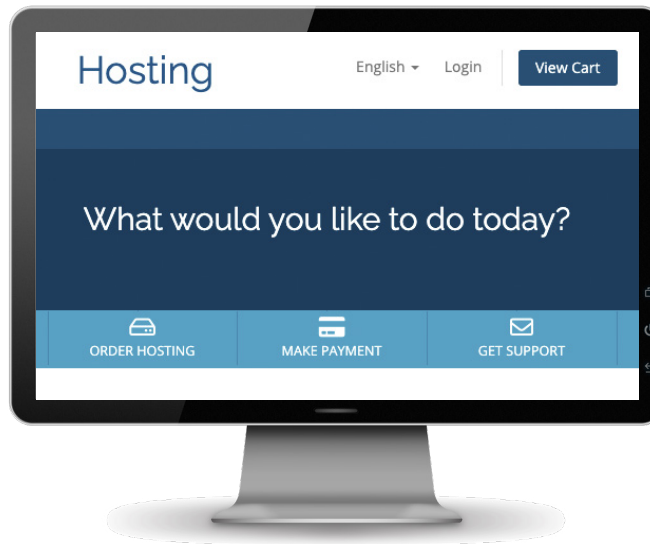 Hosting
English
Login
View Cart
What would you like to do today?
ORDER HOSTING
MAKE PAYMENT
GET SUPPORT